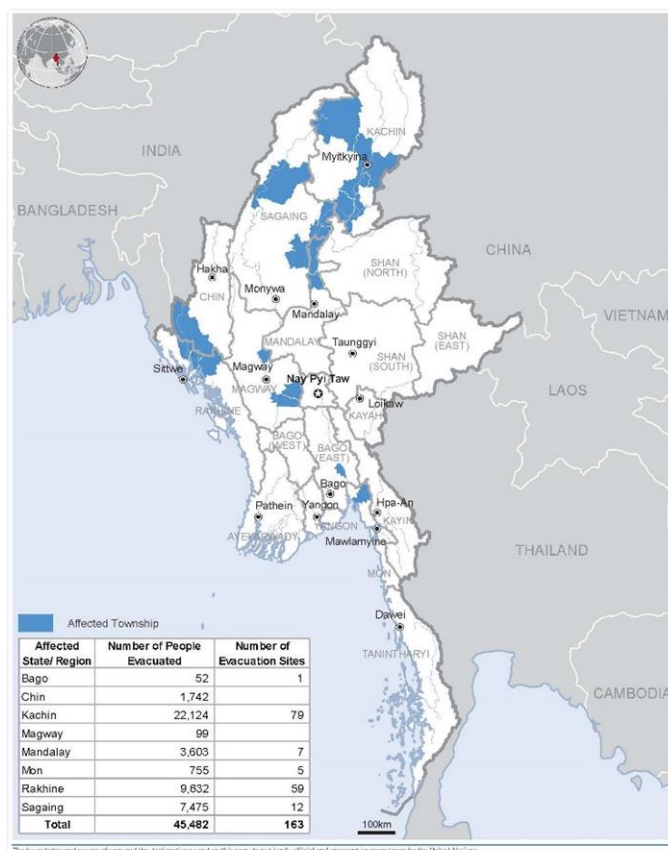 KACHIN
Myitkyina
INDIA
BANGLADESH
SAGAING
CHINA
SHAN
(NORTH)
Hakha
CHIN
Monywa
Mandalay
VIETNAM
MANDALAY
Taunggyi
SHAN
(EAST)
SHAN
(SOUTH)
Magway
Nay Pyi Taw
Sittwe
MAGWAY
LAOS
Loikaw
RAKHINE
KAYAH
BAGO
(WEST)
BAGO
(EAST)
Bago
Pathein
Yangon
Hpa-An
KAYIN
AYEYARWADY
YANGON
Mawlamyine
THAILAND
MON
Dawei
TANINTHARYI
CAMBODIA
Affected Township
Affected State/ Region Number of People Evacuated Number of Evacuation Sites
Bago 52 1
Chin 1,742
Kachin 22,124 79
Magway 99
Mandalay 3,603 7
Mon 755 5
Rakhine 9,632 59
Sagaing 7,475 12
Total 45,482 163
100km